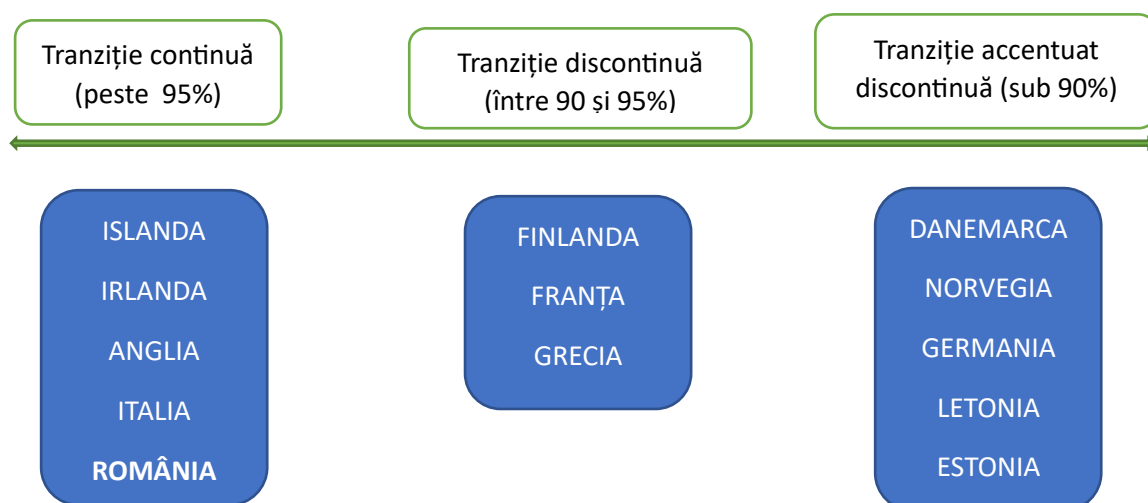 Tranziție continuă
(peste 95%)
Tranziție discontinuă
(între 90 și 95%)
Tranziție accentuat
discontinuă (sub 90%)
ISLANDA
IRLANDA
ANGLIA
ITALIA
ROMÂNIA
FINLANDA
FRANȚA
GRECIA
DANEMARCA
NORVEGIA
GERMANIA
LETONIA
ESTONIA